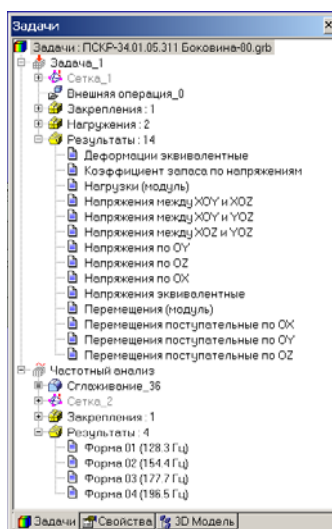 Задачи
Задачи : ПСКР-34.01.05.311 Боковина-00.grb
Задача_1
Сетка_1
Внешняя операция_0
Закрепления : 1
Нагружения : 2
Результаты : 14
Деформации эквивалентные
Коэффициент запаса по напряжениям
Нагрузки (модуль)
Напряжения между XOY и XOZ
Напряжения между XOY и YOZ
Напряжения между XOZ и YOZ
Напряжения по OY
Напряжения по OZ
Напряжения по OX
Напряжения эквивалентные
Перемещения (модуль)
Перемещения поступательные по OX
Перемещения поступательные по OY
Перемещения поступательные по OZ
Частотный анализ
Сглаживание_36
Сетка_2
Закрепления : 1
Результаты : 4
Форма 01 (128.3 Гц)
Форма 02 (154.4 Гц)
Форма 03 (177.7 Гц)
Форма 04 (196.5 Гц)
Задачи Свойства 3D Модель